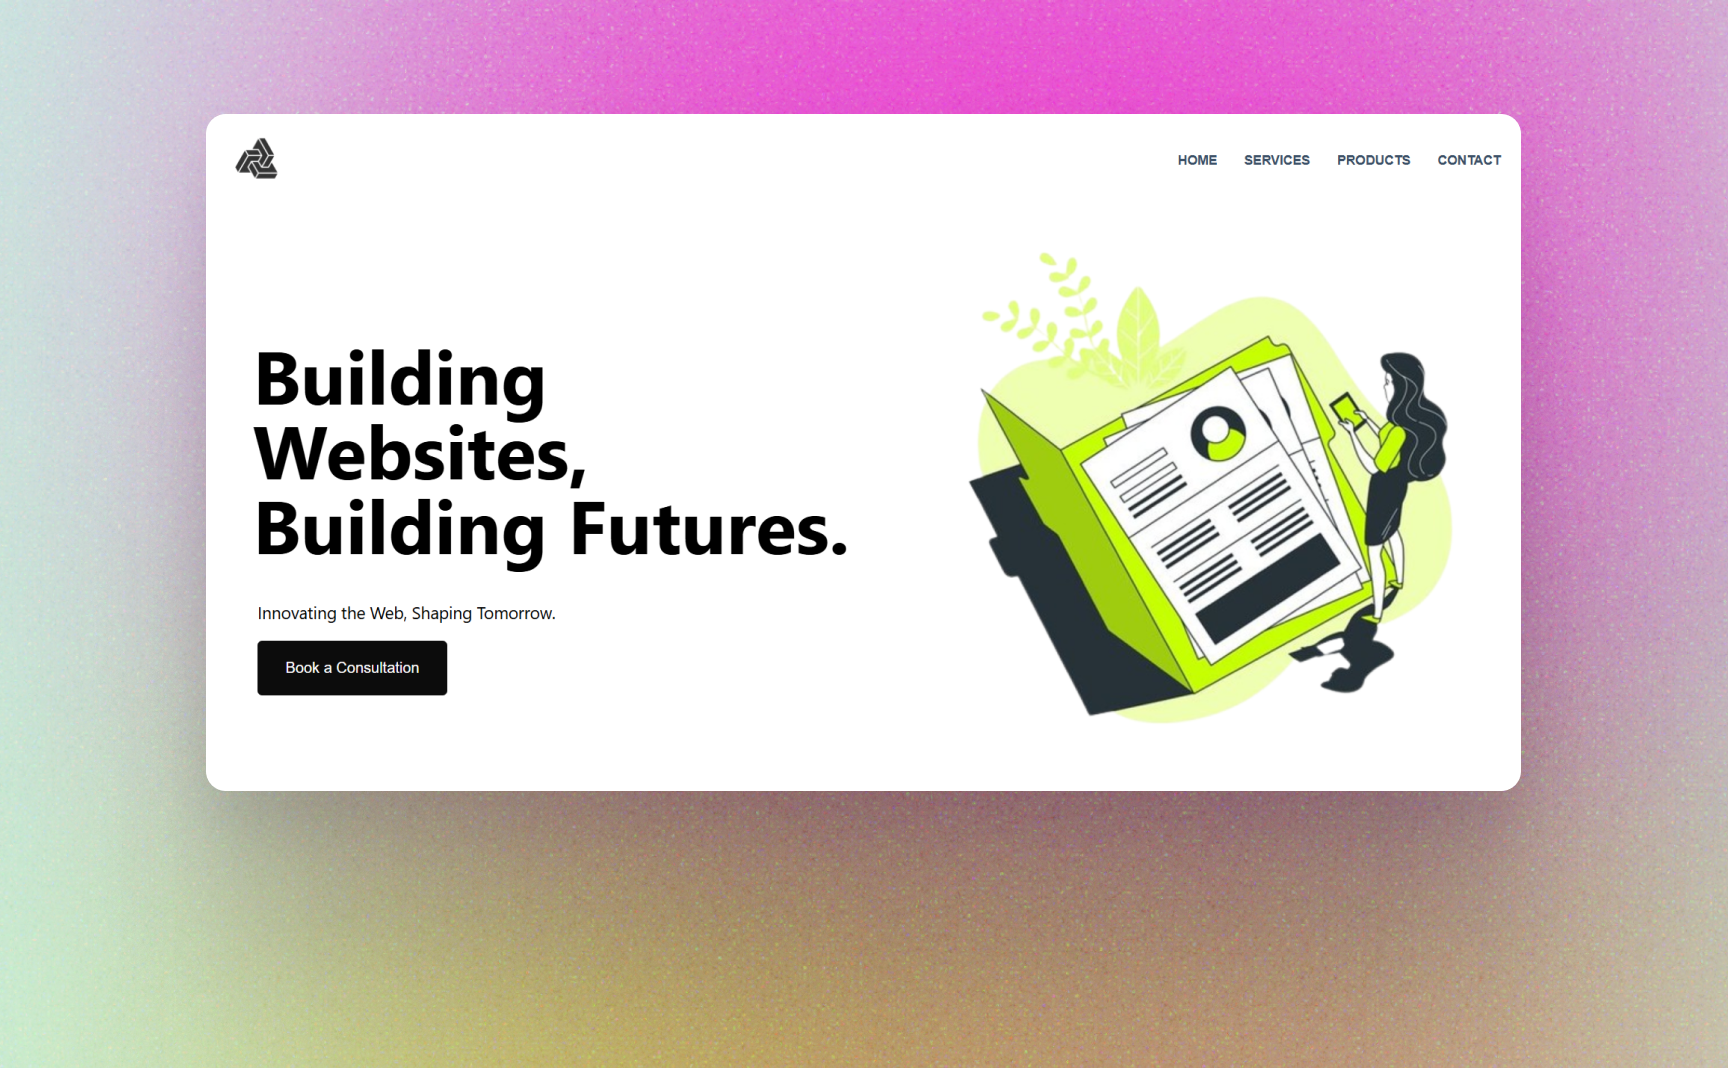 HOME SERVICES PRODUCTS CONTACT
Building
Websites,
Building Futures.
Innovating the Web, Shaping Tomorrow.
Book a Consultation